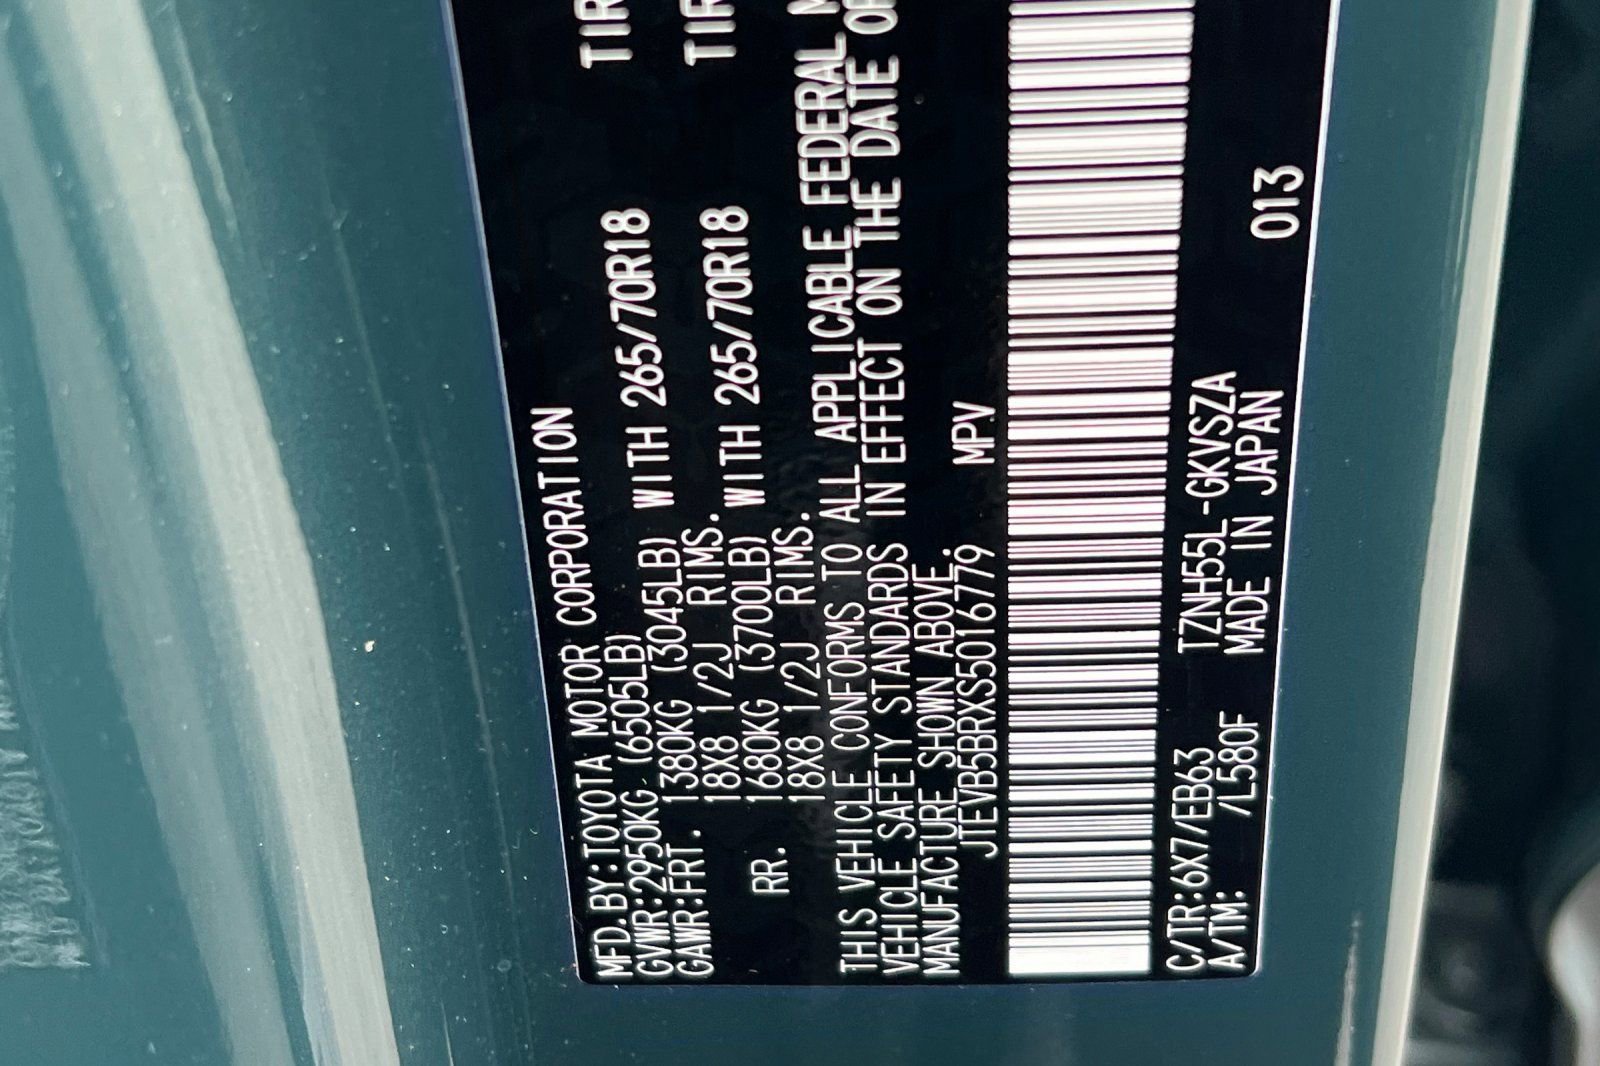 MFD.BY:TOYOTA MOTOR CORPORATION
GVWR:2950KG (6505LB)
GAWR:FRT. 1380KG (3045LB) WITH 265/70R18 TIR
18X8 1/2J RIMS.
RR. 1680KG (3700LB) WITH 265/70R18 TIR
18X8 1/2J RIMS.
THIS VEHICLE CONFORMS TO ALL APPLICABLE FEDERAL M
VEHICLE SAFETY STANDARDS IN EFFECT ON THE DATE OF
MANUFACTURE SHOWN ABOVE.
JTEVB5BRXS5016779 MPV
C/TR:6X77/EB63 TZNH55L-GKVSZA
A/TM: /L580F MADE IN JAPAN 013